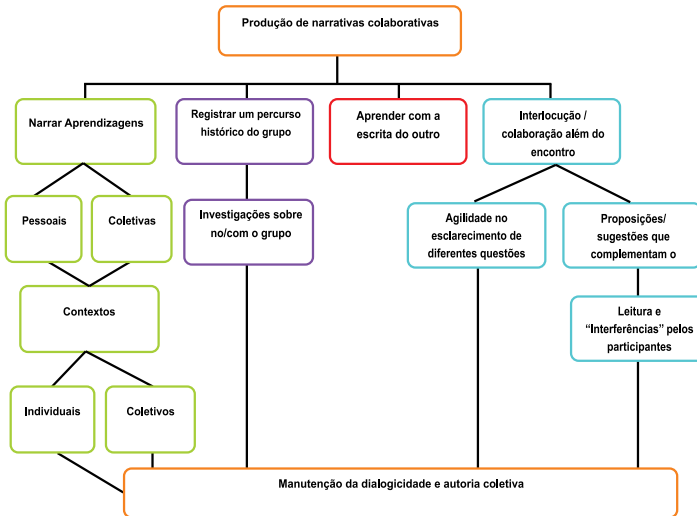 Produção de narrativas colaborativas
Narrar Aprendizagens
Registrar um percurso
histórico do grupo
Aprender com a
escrita do outro
Interlocução /
colaboração além do
encontro
Pessoais
Coletivas
Investigações sobre
no/com o grupo
Agilidade no
esclarecimento de
diferentes questões
Proposições/
sugestões que
complementam o
Contextos
Leitura e
“Interferências” pelos
participantes
Individuais
Coletivos
Manutenção da dialogicidade e autoria coletiva